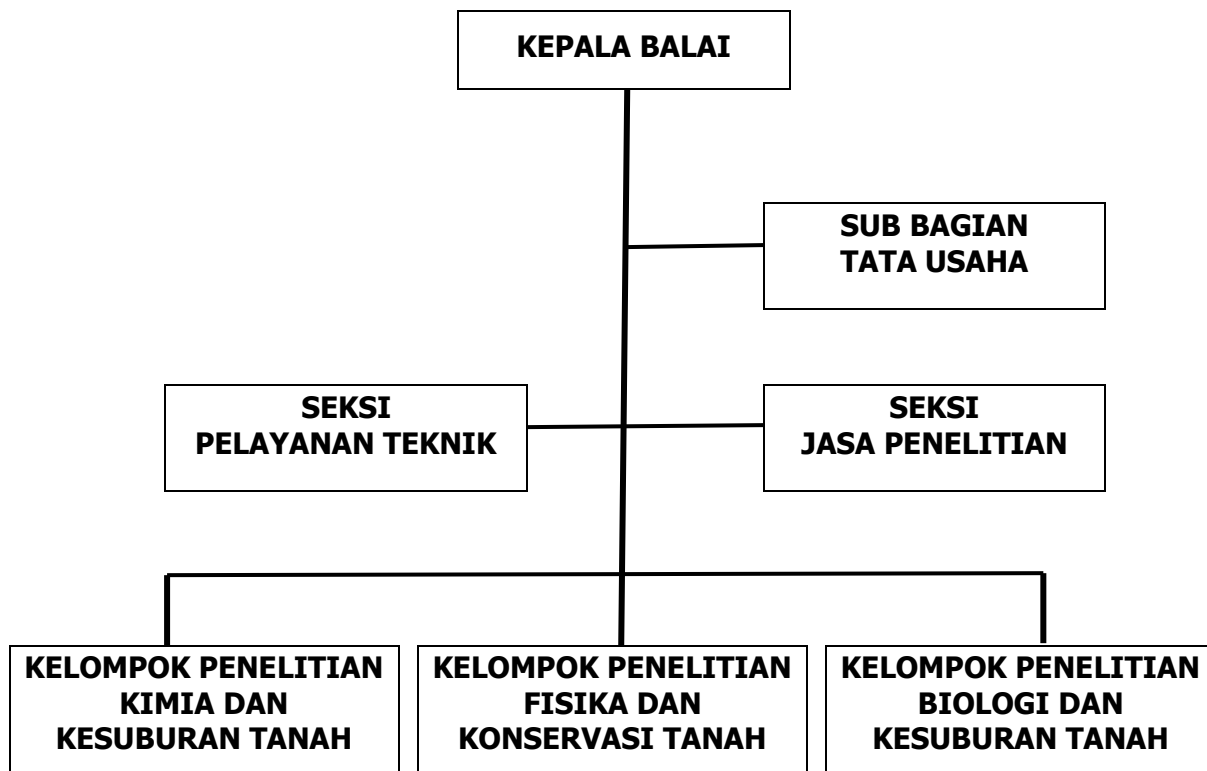 KEPALA BALAI
SUB BAGIAN
TATA USAHA
SEKSI
PELAYANAN TEKNIK
SEKSI
JASA PENELITIAN
KELOMPOK PENELITIAN
KIMIA DAN
KESUBURAN TANAH
KELOMPOK PENELITIAN
FISIKA DAN
KONSERVASI TANAH
KELOMPOK PENELITIAN
BIOLOGI DAN
KESUBURAN TANAH